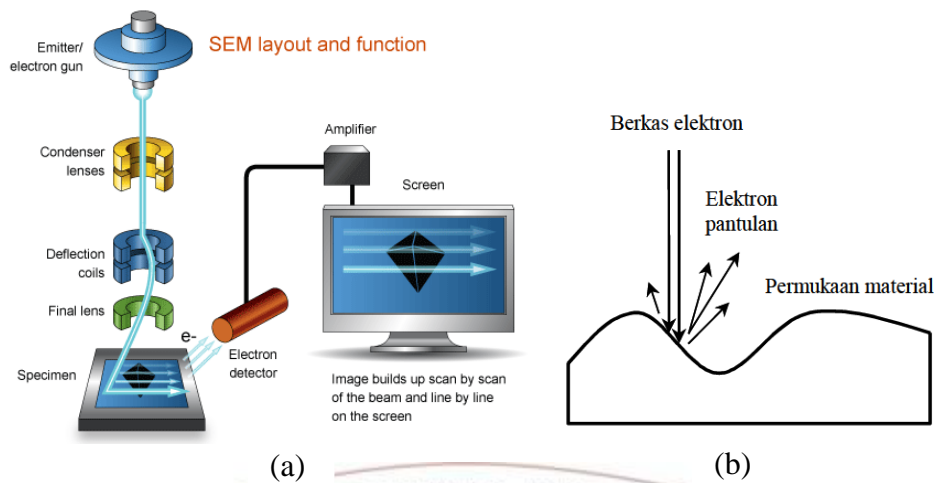 SEM layout and function
Emitter/
electron gun
Condenser
lenses
Deflection
coils
Final lens
Specimen
e-
Electron
detector
Amplifier
Screen
Image builds up scan by scan
of the beam and line by line
on the screen
(a)
Berkas elektron
Elektron
pantulan
Permukaan material
(b)